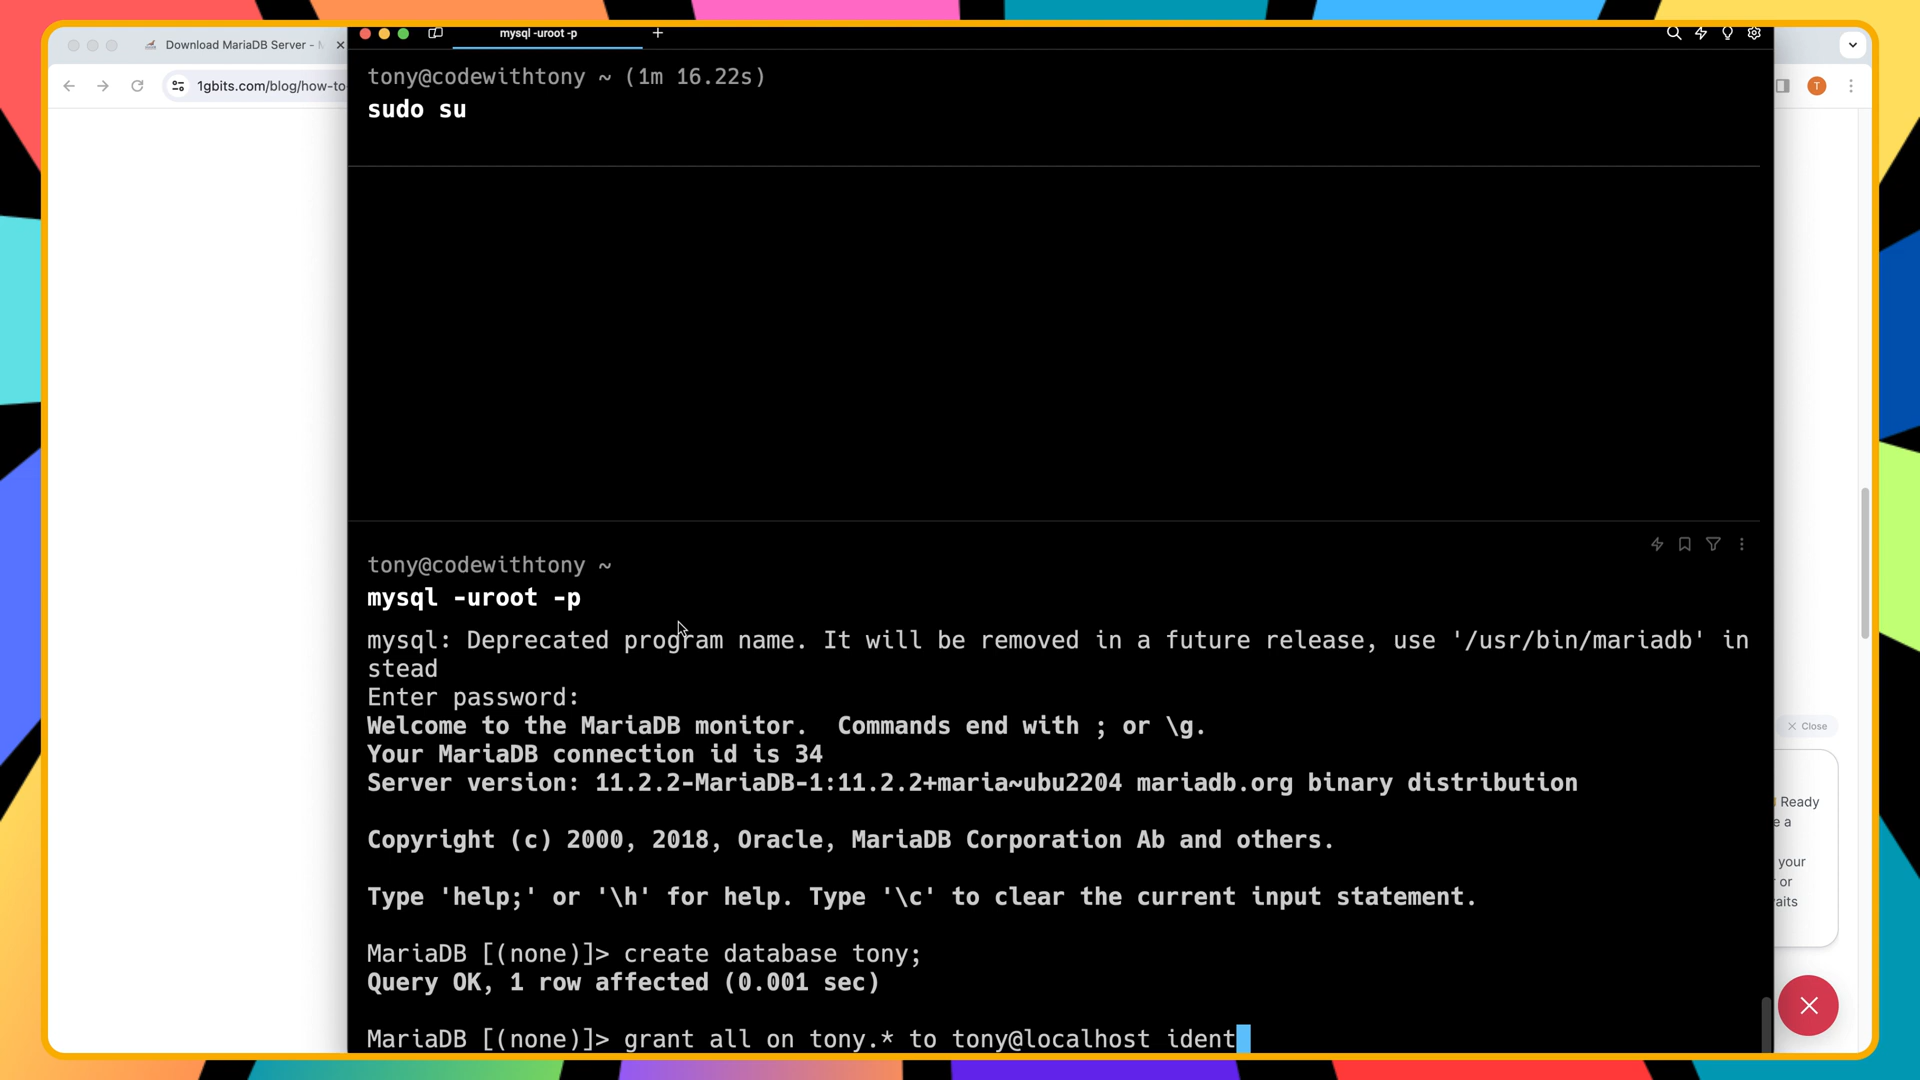 mysql -uroot -p
Download MariaDB Server -
1gbits.com/blog/how-to
T
tony@codewithtony ~ (1m 16.22s)
sudo su
tony@codewithtony ~
mysql -uroot -p
mysql: Deprecated program name. It will be removed in a future release, use '/usr/bin/mariadb' in
stead
Enter password:
Welcome to the MariaDB monitor.  Commands end with ; or \g.
Your MariaDB connection id is 34
Server version: 11.2.2-MariaDB-1:11.2.2+maria~ubu2204 mariadb.org binary distribution
Copyright (c) 2000, 2018, Oracle, MariaDB Corporation Ab and others.
Type 'help;' or '\h' for help. Type '\c' to clear the current input statement.
MariaDB [(none)]> create database tony;
Query OK, 1 row affected (0.001 sec)
MariaDB [(none)]> grant all on tony.* to tony@localhost ident
Close
Ready
e a
your
or
aits